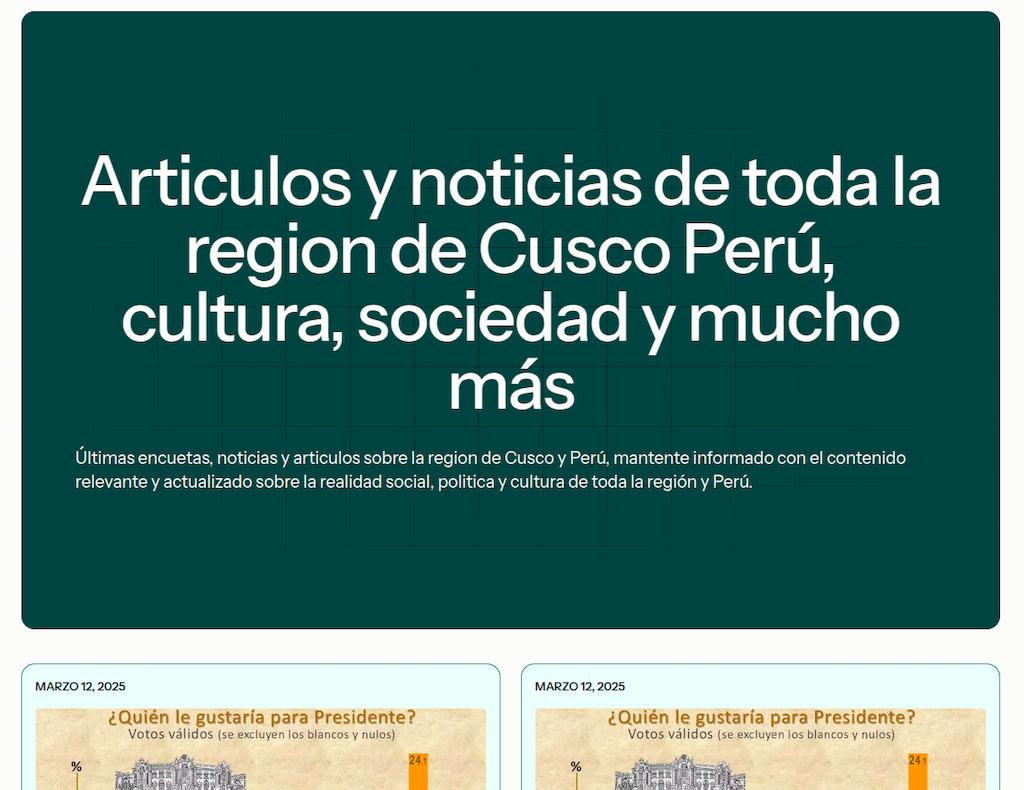 Articulos y noticias de toda la
region de Cusco Perú,
cultura, sociedad y mucho
más
Últimas encuetas, noticias y articulos sobre la region de Cusco y Perú, mantente informado con el contenido
relevante y actualizado sobre la realidad social, politica y cultura de toda la región y Perú.
MARZO 12, 2025
¿Quién le gustaría para Presidente?
Votos válidos (se excluyen los blancos y nulos)
%
24.1
MARZO 12, 2025
¿Quién le gustaría para Presidente?
Votos válidos (se excluyen los blancos y nulos)
%
24.1